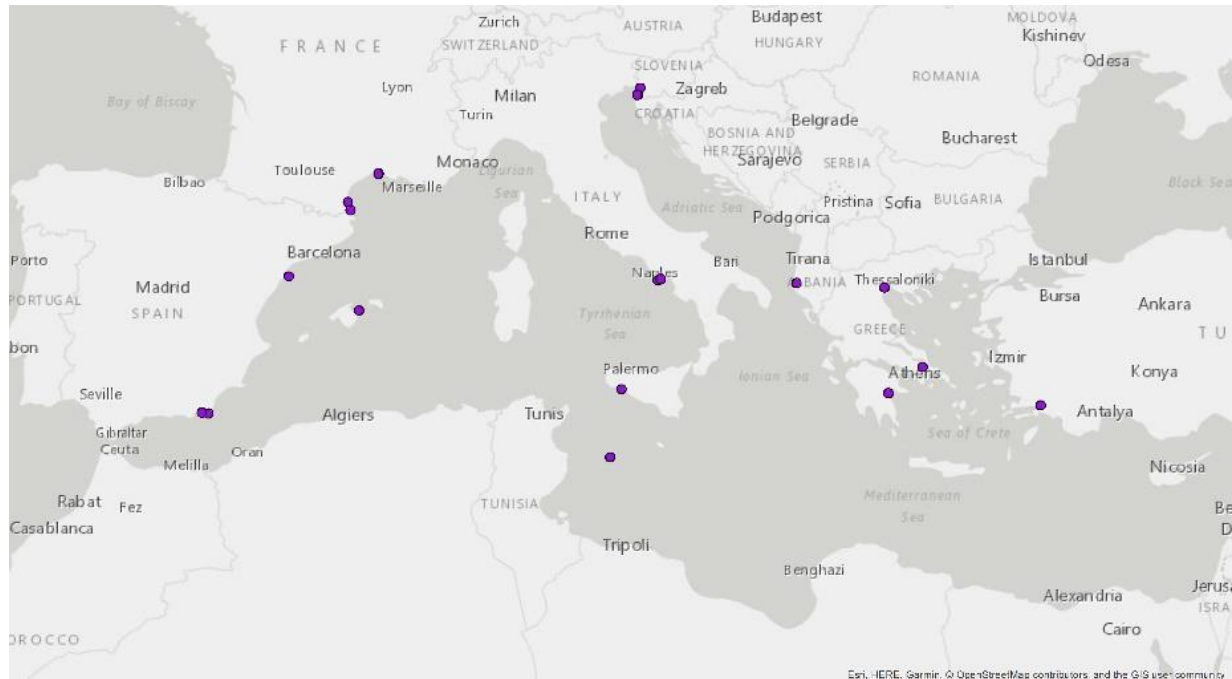 Budapest
MOLDOVA
Zurich
AUSTRIA
Kishinev
FRANCE
SWITZERLAND
HUNGARY
Odesa
SLOVENIA
ROMANIA
Lyon
Zagreb
Bay of Biscay
Milan
Turin
CROATIA
Belgrade
BOSNIA AND
HERZEGOVINA
Bucharest
Monaco
Sarajevo
SERBIA
Toulouse
Ligurian
Sea
Bilbao
Marseille
Black Sea
ITALY
Pristina
Sofia
BULGARIA
Adriatic Sea
Podgorica
Rome
Barcelona
Porto
Tirana
Istanbul
Bari
Naples
ALBANIA
Thessaloniki
Madrid
Bursa
Ankara
PORTUGAL
SPAIN
Tyrrhenian
Sea
GREECE
TU
bon
Izmir
Palermo
Ionian Sea
Athens
Konya
Seville
Algiers
Tunis
Antalya
Gibraltar
Ceuta
Sea of Crete
Oran
Melilla
Nicosia
Rabat
Fez
TUNISIA
Mediterranean
Sea
Be
Casablanca
D
Tripoli
Benghazi
Jerusa
Alexandria
ISRA
Cairo
OROCCO
Esri, HERE, Garmin, © OpenStreetMap contributors, and the GIS user community